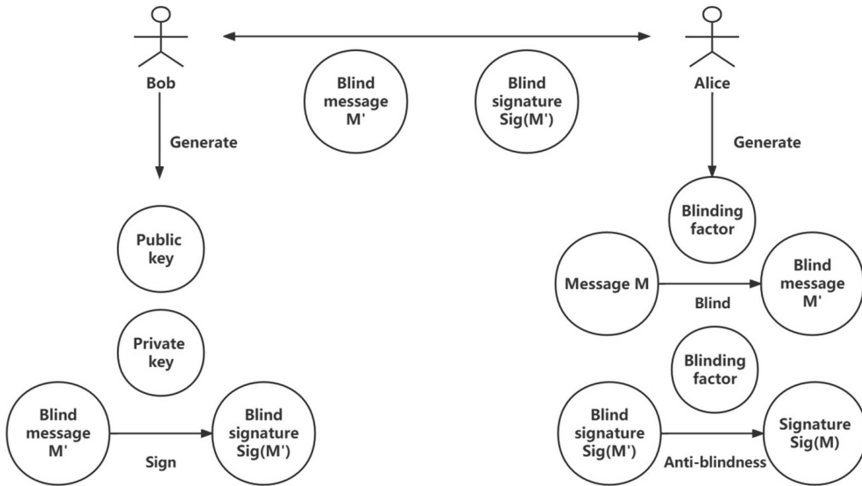 Bob
Alice
Blind
message
M'
Blind
signature
Sig(M')
Generate
Generate
Public
key
Blinding
factor
Message M
Blind
message
M'
Blind
Private
key
Blinding
factor
Blind
message
M'
Blind
signature
Sig(M')
Sign
Blind
signature
Sig(M')
Signature
Sig(M)
Anti-blindness